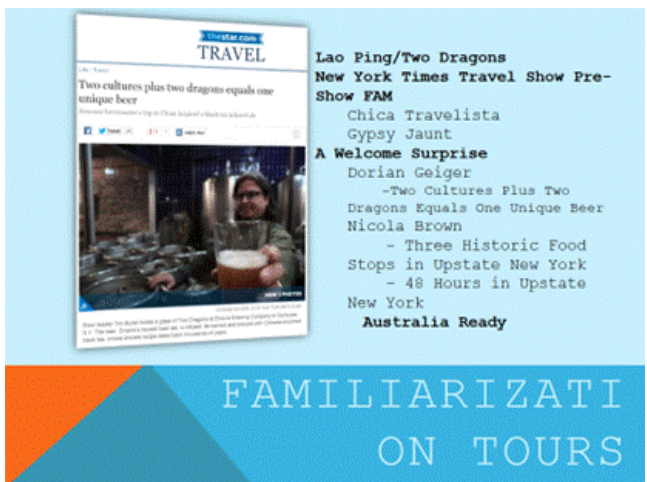 thestar.com
TRAVEL
Life / Travel
Two cultures plus two dragons equals one
unique beer
Tweet
Lao Ping/Two Dragons
New York Times Travel Show Pre-
Show FAM
Chica Travelista
Gypsy Jaunt
A Welcome Surprise
Dorian Geiger
-Two Cultures Plus Two
Dragons Equals One Unique Beer
Nicola Brown
- Three Historic Food
Stops in Upstate New York
- 48 Hours in Upstate
New York
Australia Ready
FAMILIARIZATI
ON TOURS